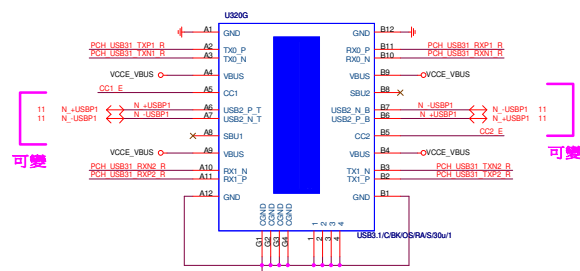 U320G
A1 GND GND B12
PCH_USB31_TXP1_R A2 TX0_P RX0_P B11 PCH_USB31_RXP1_R
PCH_USB31_TXN1_R A3 TX0_N RX0_N B10 PCH_USB31_RXN1_R
VCCE_VBUS A4 VBUS VBUS B9 VCCE_VBUS
CC1_E A5 CC1 SBU2 B8
11 N_+USBP1 N_+USBP1 A6 USB2_P_T USB2_N_B B7 N_-USBP1 N_-USBP1 11
11 N_-USBP1 N_-USBP1 A7 USB2_N_T USB2_P_B B6 N_+USBP1 N_+USBP1 11
A8 SBU1 CC2 B5 CC2_E
可變 可變
VCCE_VBUS A9 VBUS VBUS B4 VCCE_VBUS
PCH_USB31_RXN2_R A10 RX1_N TX1_N B3 PCH_USB31_TXN2_R
PCH_USB31_RXP2_R A11 RX1_P TX1_P B2 PCH_USB31_TXP2_R
A12 GND GND B1
CGND CGND CGND CGND 1 2 3 4
USB3.1/C/BK/OS/RA/S/30u/1
G1 G2 G3 G4 1 2 3 4